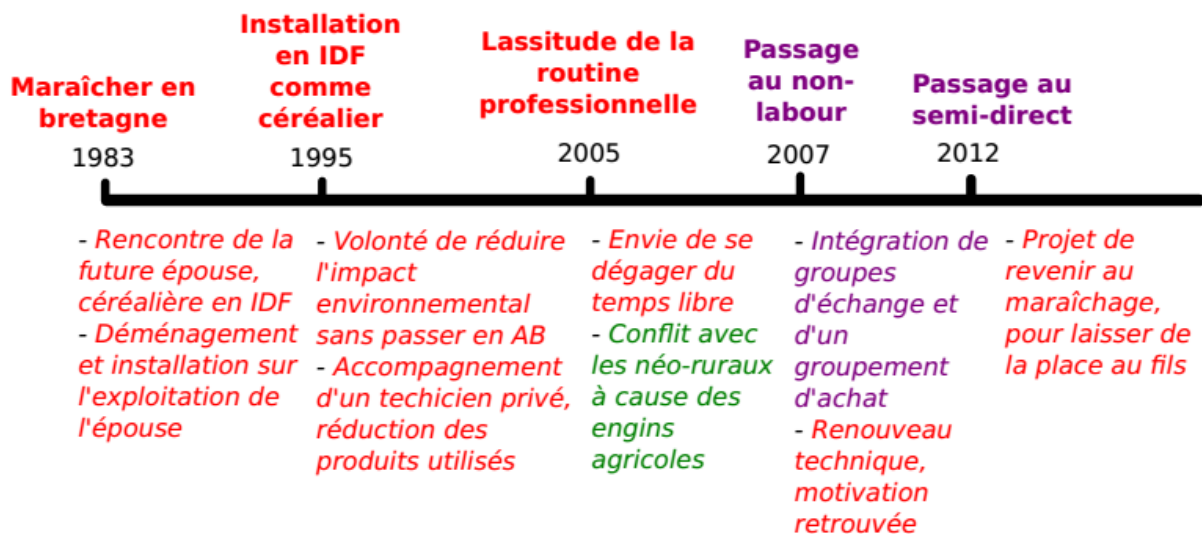 Maraîcher en
bretagne
1983
Installation
en IDF
comme
céréalier
1995
Lassitude de la
routine
professionnelle
2005
Passage
au non-
labour
2007
Passage au
semi-direct
2012
- Rencontre de la
future épouse,
céréalière en IDF
- Déménagement
et installation sur
l'exploitation de
l'épouse
- Volonté de réduire
l'impact
environnemental
sans passer en AB
- Accompagnement
d'un techicien privé,
réduction des
produits utilisés
- Envie de se
dégager du
temps libre
- Conflit avec
les néo-ruraux
à cause des
engins
agricoles
- Intégration de
groupes
d'échange et
d'un
groupement
d'achat
- Renouveau
technique,
motivation
retrouvée
- Projet de
revenir au
maraîchage,
pour laisser de
la place au fils